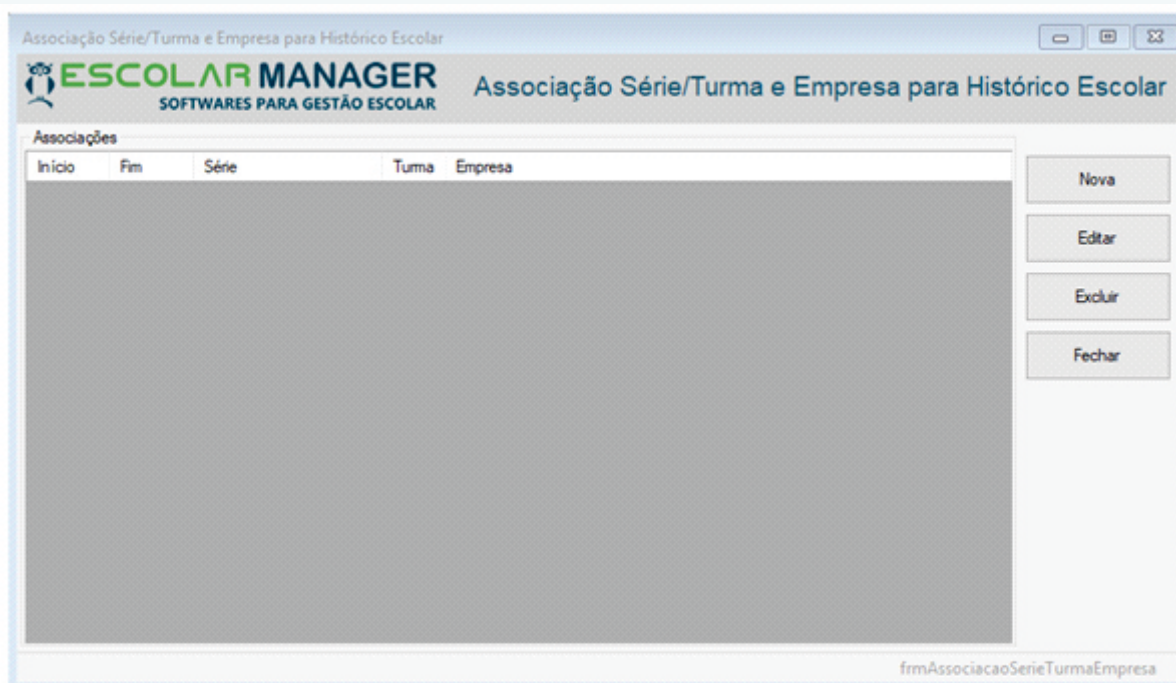 Associação Série/Turma e Empresa para Histórico Escolar
ESCOLAR MANAGER
SOFTWARES PARA GESTÃO ESCOLAR
Associação Série/Turma e Empresa para Histórico Escolar
Associações
Início Fim Série Turma Empresa
Nova
Editar
Excluir
Fechar
frmAssociacaoSerieTurmaEmpresa